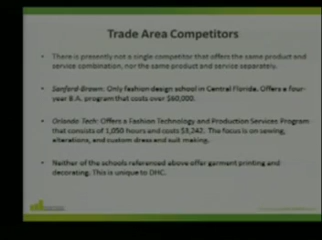 Trade Area Competitors
• There is presently not a single competitor that offers the same product and
service combination, nor the same product and service separately.
• Sanford-Brown: Only fashion design school in Central Florida. Offers a four-
year B.A. program that costs over $60,000.
• Orlando Tech: Offers a Fashion Technology and Production Services Program
that consists of 1,050 hours and costs $3,242. The focus is on sewing,
alterations, and custom dress and suit making.
• Neither of the schools referenced above offer garment printing and
decorating. This is unique to DHC.